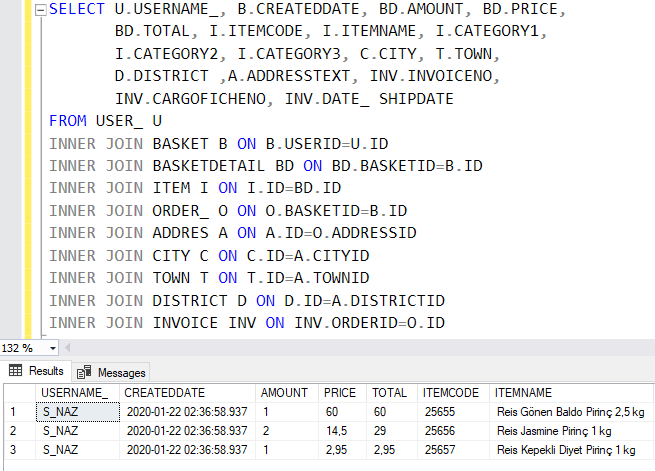 SELECT U.USERNAME_, B.CREATEDDATE, BD.AMOUNT, BD.PRICE,
BD.TOTAL, I.ITEMCODE, I.ITEMNAME, I.CATEGORY1,
I.CATEGORY2, I.CATEGORY3, C.CITY, T.TOWN,
D.DISTRICT ,A.ADDRESSTEXT, INV.INVOICENO,
INV.CARGOFICHENO, INV.DATE_ SHIPDATE
FROM USER_ U
INNER JOIN BASKET B ON B.USERID=U.ID
INNER JOIN BASKETDETAIL BD ON BD.BASKETID=B.ID
INNER JOIN ITEM I ON I.ID=BD.ID
INNER JOIN ORDER_ O ON O.BASKETID=B.ID
INNER JOIN ADDRES A ON A.ID=O.ADDRESSID
INNER JOIN CITY C ON C.ID=A.CITYID
INNER JOIN TOWN T ON T.ID=A.TOWNID
INNER JOIN DISTRICT D ON D.ID=A.DISTRICTID
INNER JOIN INVOICE INV ON INV.ORDERID=O.ID
132 %
Results Messages
USERNAME_ CREATEDDATE AMOUNT PRICE TOTAL ITEMCODE ITEMNAME
1 S_NAZ 2020-01-22 02:36:58.937 1 60 60 25655 Reis Gönen Baldo Pirinç 2,5 kg
2 S_NAZ 2020-01-22 02:36:58.937 2 14,5 29 25656 Reis Jasmine Pirinç 1 kg
3 S_NAZ 2020-01-22 02:36:58.937 1 2,95 2,95 25657 Reis Kepekli Diyet Pirinç 1 kg